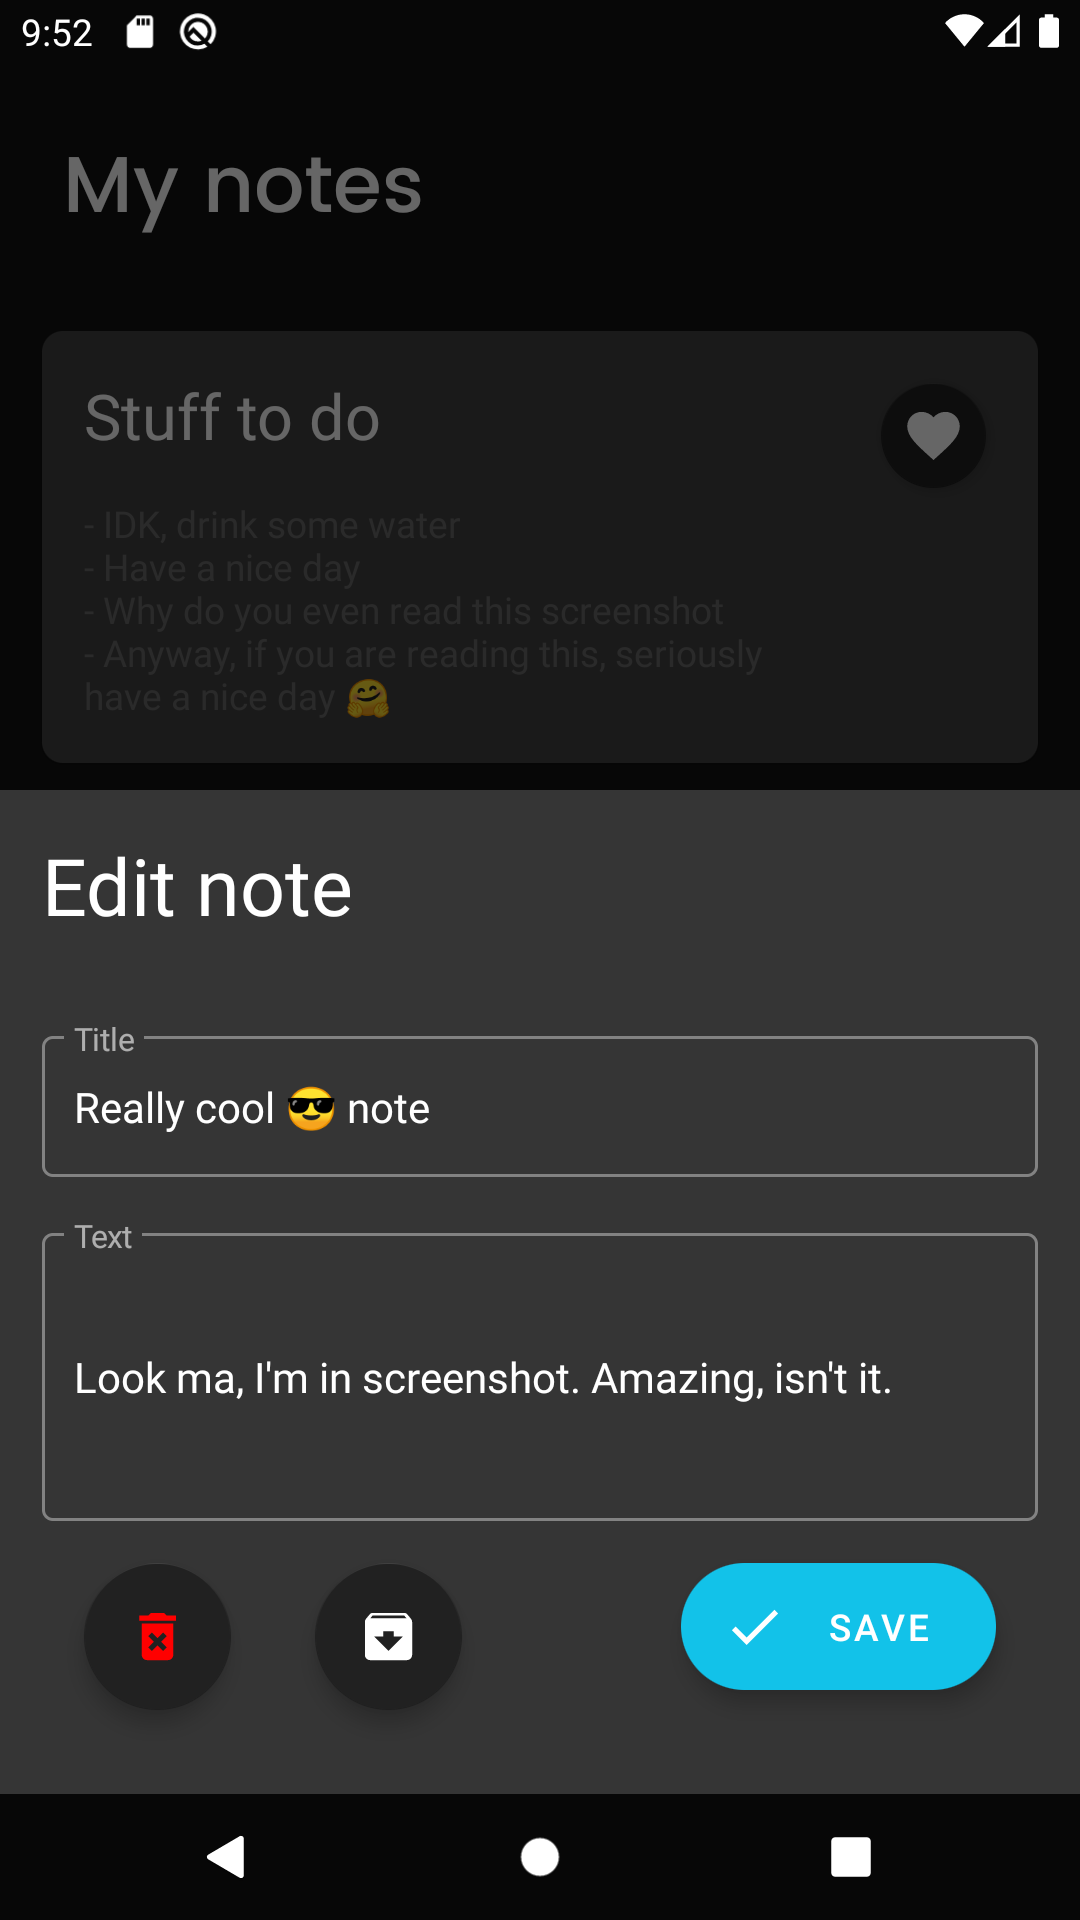 9:52
My notes
Stuff to do
- IDK, drink some water
- Have a nice day
- Why do you even read this screenshot
- Anyway, if you are reading this, seriously
have a nice day 🤗
Edit note
Title
Really cool 😎 note
Text
Look ma, I'm in screenshot. Amazing, isn't it.
SAVE